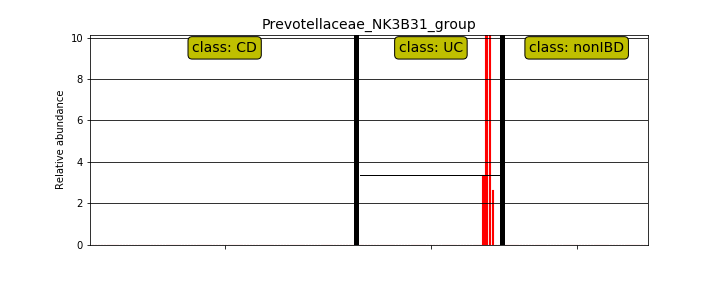 Prevotellaceae_NK3B31_group
class: CD
class: UC
class: nonIBD
Relative abundance
10
8
6
4
2
0